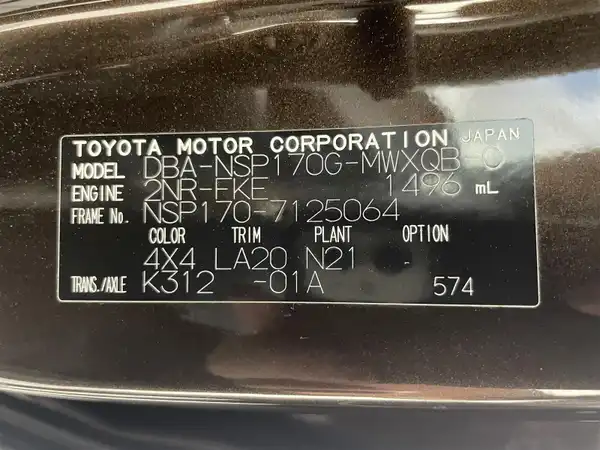 TOYOTA MOTOR CORPORATION JAPAN
MODEL DBA-NSP170G-MWXQB-C
ENGINE 2NR-FKE 1496 mL
FRAME No. NSP170-7125064
COLOR TRIM PLANT OPTION
4X4 LA20 N21 -
TRANS./AXLE K312 -01A 574